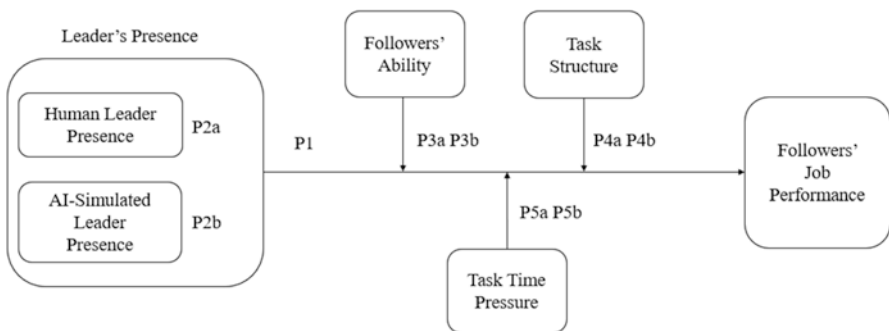 Leader's Presence
Human Leader
Presence
P2a
AI-Simulated
Leader
Presence
P2b
P1
Followers'
Ability
P3a P3b
Task
Structure
P4a P4b
P5a P5b
Task Time
Pressure
Followers'
Job
Performance